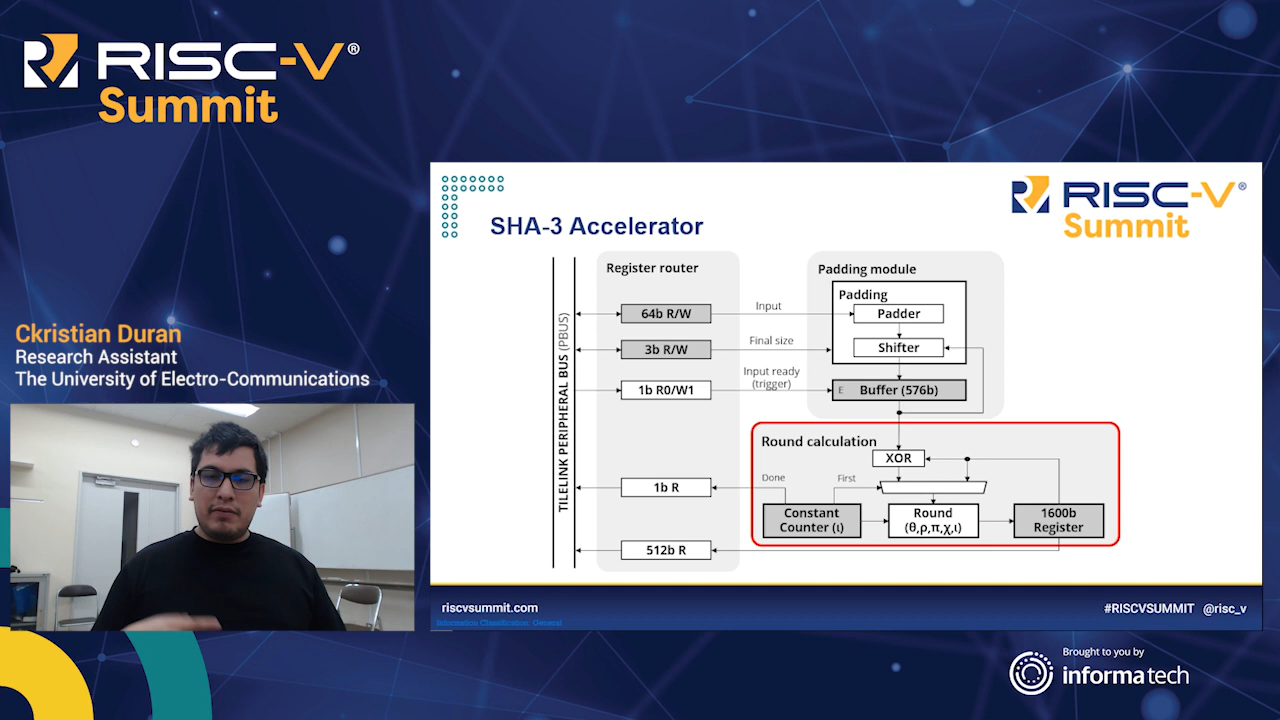 RISC-V®
Summit
Ckristian Duran
Research Assistant
The University of Electro-Communications
RISC-V®
Summit
SHA-3 Accelerator
TILELINK PERIPHERAL BUS (PBUS)
Register router
64b R/W
3b R/W
1b R0/W1
1b R
512b R
Input
Final size
Input ready
(trigger)
Padding module
Padding
Padder
Shifter
E
Buffer (576b)
Round calculation
XOR
Done
First
Constant
Counter (ι)
Round
(θ,ρ,π,χ,ι)
1600b
Register
riscvsummit.com
#RISCVSUMMIT @risc_v
Information Classification: General
Brought to you by
informa tech